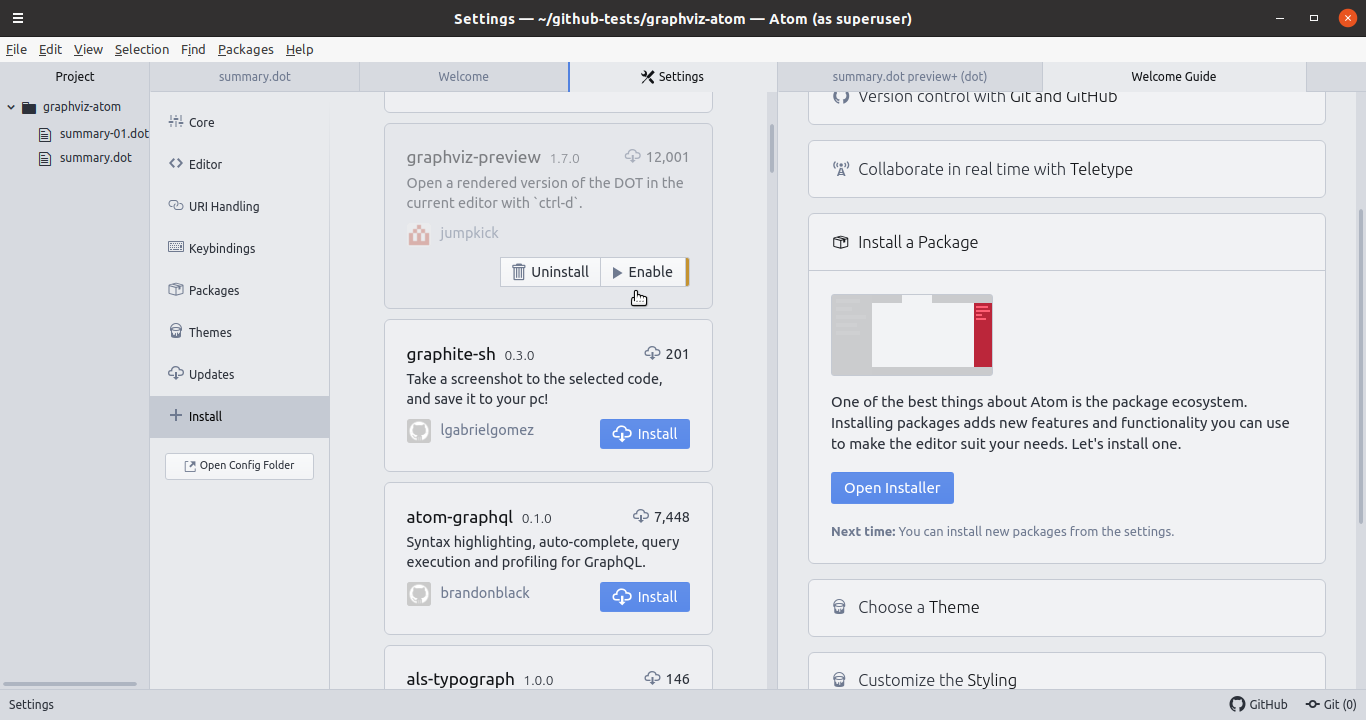 Settings — ~/github-tests/graphviz-atom — Atom (as superuser)
File Edit View Selection Find Packages Help
Project
summary.dot
Welcome
Settings
summary.dot preview+ (dot)
Welcome Guide
graphviz-atom
summary-01.dot
summary.dot
Core
Editor
URI Handling
Keybindings
Packages
Themes
Updates
Install
Open Config Folder
graphviz-preview 1.7.0 12,001
Open a rendered version of the DOT in the
current editor with `ctrl-d`.
jumpkick
Uninstall Enable
graphite-sh 0.3.0 201
Take a screenshot to the selected code,
and save it to your pc!
lgabrielgomez
Install
atom-graphql 0.1.0 7,448
Syntax highlighting, auto-complete, query
execution and profiling for GraphQL.
brandonblack
Install
als-typograph 1.0.0 146
Version control with Git and GitHub
Collaborate in real time with Teletype
Install a Package
One of the best things about Atom is the package ecosystem.
Installing packages adds new features and functionality you can use
to make the editor suit your needs. Let's install one.
Open Installer
Next time: You can install new packages from the settings.
Choose a Theme
Customize the Styling
Settings
GitHub
Git (0)